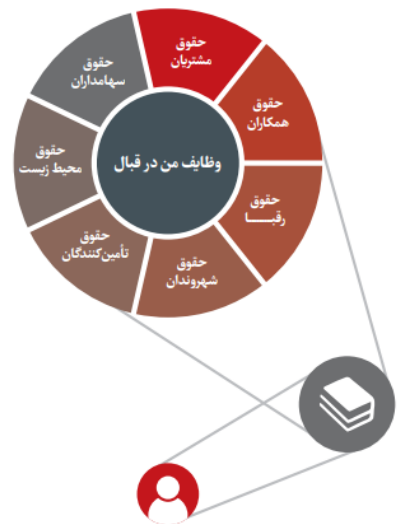 حقوق
مشتریان
حقوق
همکاران
حقوق
رقبـــــا
حقوق
شهروندان
حقوق
تأمین‌کنندگان
حقوق
محیط زیست
حقوق
سهامداران
وظایف من در قبال